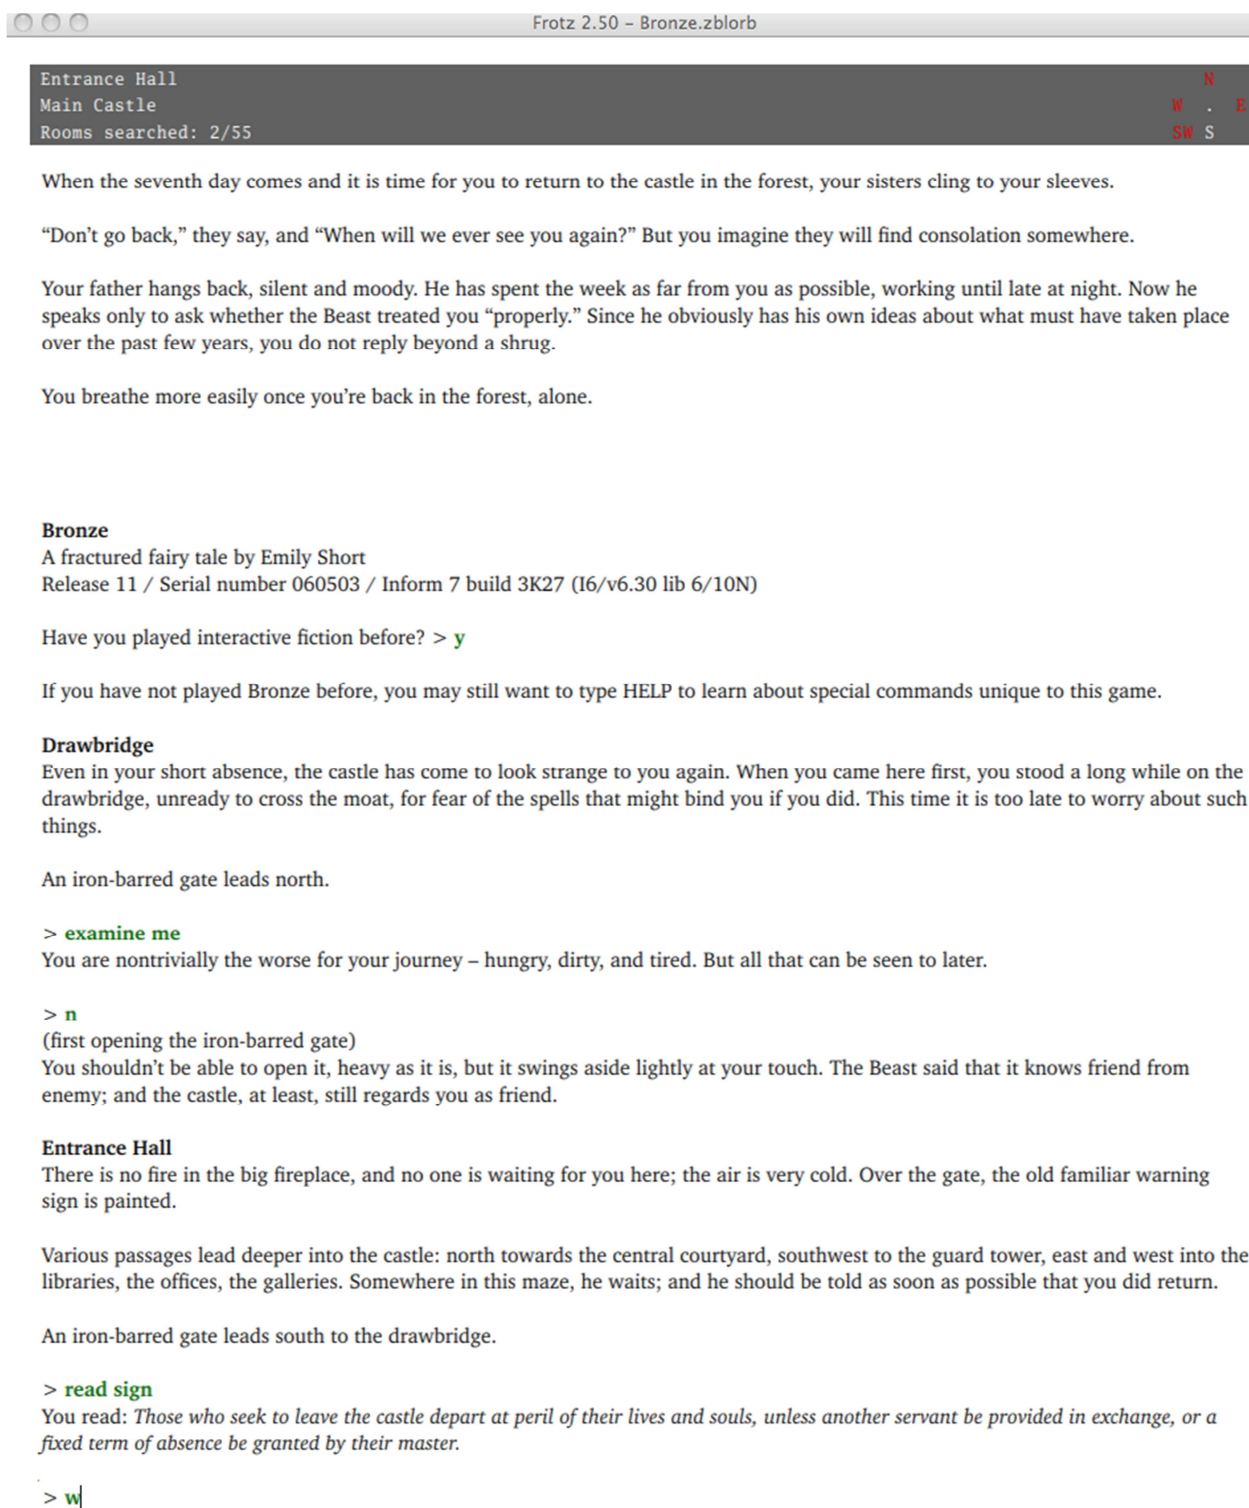 Frotz 2.50 – Bronze.zblorb
Entrance Hall
N
Main Castle
W . E
Rooms searched: 2/55
SW S
When the seventh day comes and it is time for you to return to the castle in the forest, your sisters cling to your sleeves.
“Don’t go back,” they say, and “When will we ever see you again?” But you imagine they will find consolation somewhere.
Your father hangs back, silent and moody. He has spent the week as far from you as possible, working until late at night. Now he
speaks only to ask whether the Beast treated you “properly.” Since he obviously has his own ideas about what must have taken place
over the past few years, you do not reply beyond a shrug.
You breathe more easily once you’re back in the forest, alone.
Bronze
A fractured fairy tale by Emily Short
Release 11 / Serial number 060503 / Inform 7 build 3K27 (I6/v6.30 lib 6/10N)
Have you played interactive fiction before? > y
If you have not played Bronze before, you may still want to type HELP to learn about special commands unique to this game.
Drawbridge
Even in your short absence, the castle has come to look strange to you again. When you came here first, you stood a long while on the
drawbridge, unready to cross the moat, for fear of the spells that might bind you if you did. This time it is too late to worry about such
things.
An iron-barred gate leads north.
> examine me
You are nontrivially the worse for your journey – hungry, dirty, and tired. But all that can be seen to later.
> n
(first opening the iron-barred gate)
You shouldn’t be able to open it, heavy as it is, but it swings aside lightly at your touch. The Beast said that it knows friend from
enemy; and the castle, at least, still regards you as friend.
Entrance Hall
There is no fire in the big fireplace, and no one is waiting for you here; the air is very cold. Over the gate, the old familiar warning
sign is painted.
Various passages lead deeper into the castle: north towards the central courtyard, southwest to the guard tower, east and west into the
libraries, the offices, the galleries. Somewhere in this maze, he waits; and he should be told as soon as possible that you did return.
An iron-barred gate leads south to the drawbridge.
> read sign
You read: Those who seek to leave the castle depart at peril of their lives and souls, unless another servant be provided in exchange, or a
fixed term of absence be granted by their master.
> w